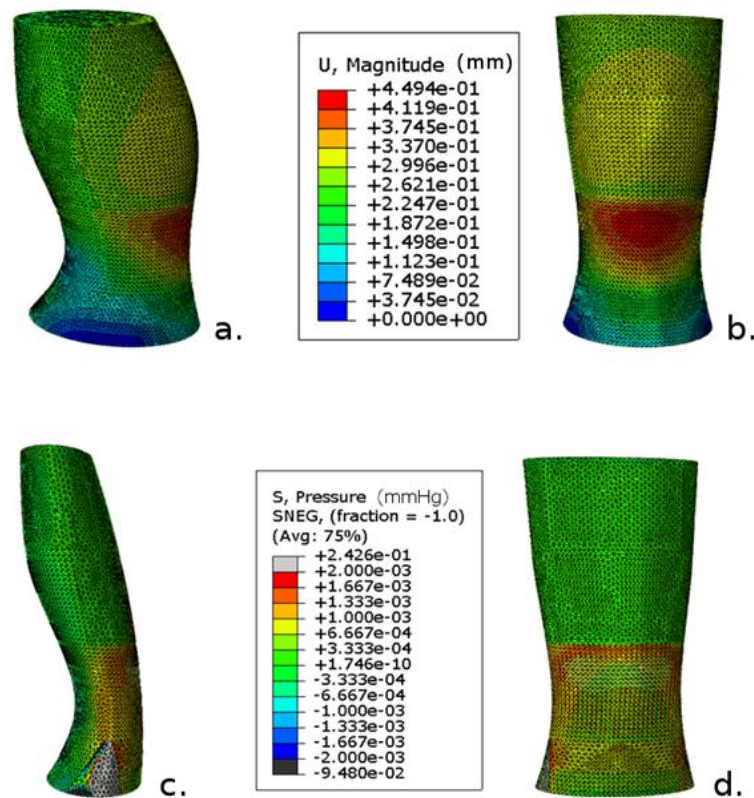 U, Magnitude (mm)
+4.494e-01
+4.119e-01
+3.745e-01
+3.370e-01
+2.996e-01
+2.621e-01
+2.247e-01
+1.872e-01
+1.498e-01
+1.123e-01
+7.489e-02
+3.745e-02
+0.000e+00
a.
b.
S, Pressure (mmHg)
SNEG, (fraction = -1.0)
(Avg: 75%)
+2.426e-01
+2.000e-03
+1.667e-03
+1.333e-03
+1.000e-03
+6.667e-04
+3.333e-04
+1.746e-10
-3.333e-04
-6.667e-04
-1.000e-03
-1.333e-03
-1.667e-03
-2.000e-03
-9.480e-02
c.
d.